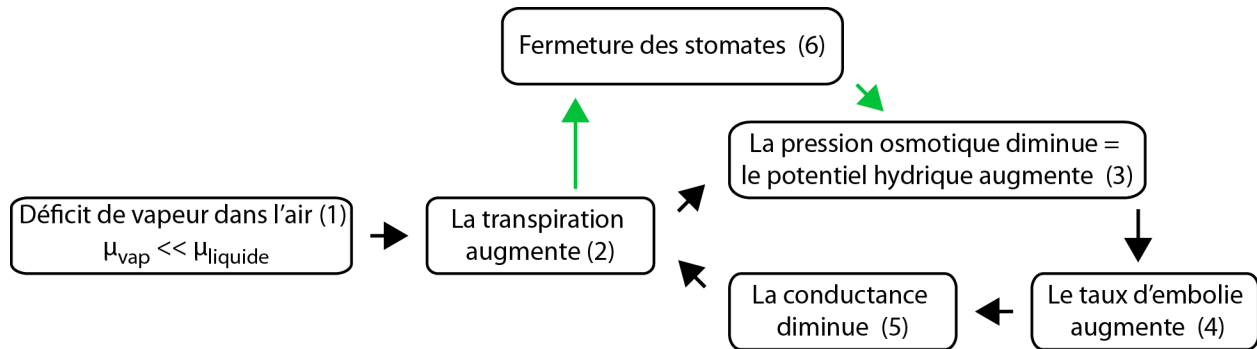 Fermeture des stomates (6)
La pression osmotique diminue =
le potentiel hydrique augmente (3)
Déficit de vapeur dans l'air (1)
μvap << μliquide
La transpiration
augmente (2)
La conductance
diminue (5)
Le taux d'embolie
augmente (4)